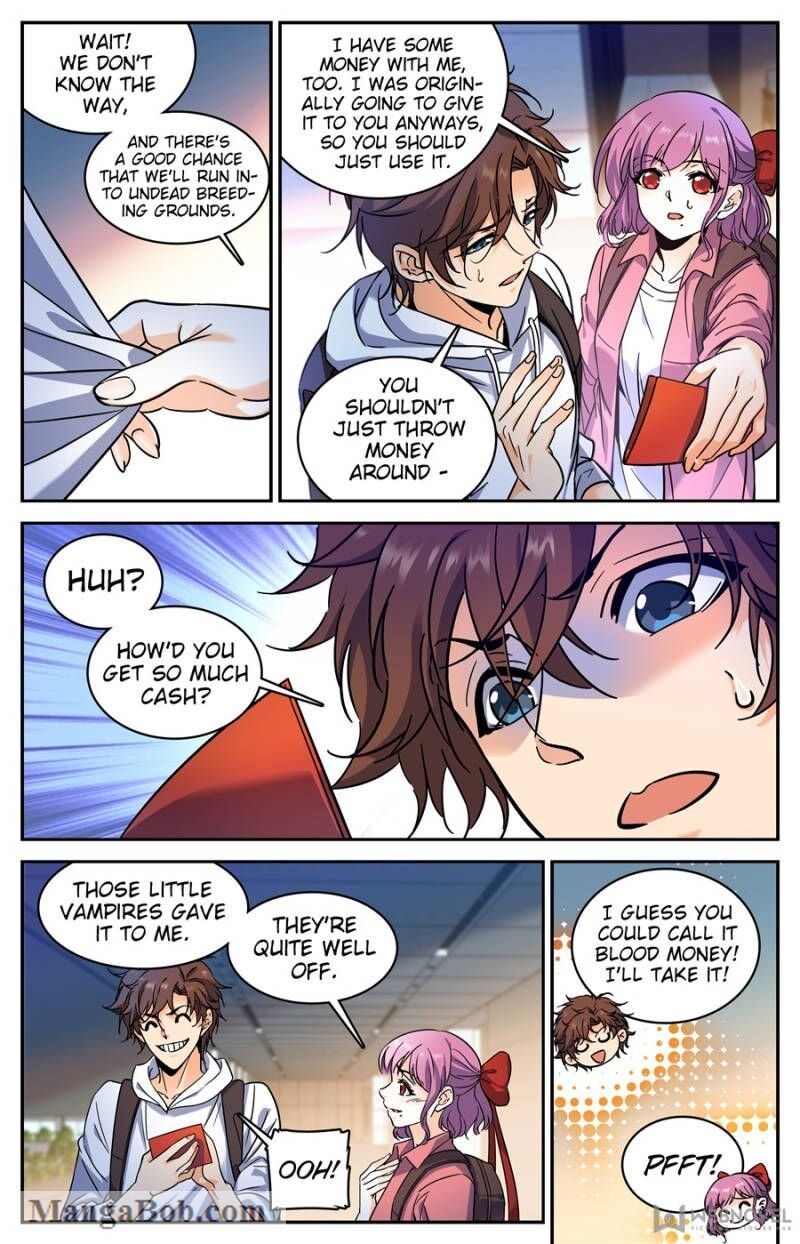 WAIT!
WE DON'T
KNOW THE
WAY,
AND THERE'S
A GOOD CHANCE
THAT WE'LL RUN IN-
TO UNDEAD BREED-
ING GROUNDS.
I HAVE SOME
MONEY WITH ME,
TOO. I WAS ORIGIN-
ALLY GOING TO GIVE
IT TO YOU ANYWAYS,
SO YOU SHOULD
JUST USE IT.
YOU
SHOULDN'T
JUST THROW
MONEY
AROUND -
HUH?
HOW'D YOU
GET SO MUCH
CASH?
THOSE LITTLE
VAMPIRES GAVE
IT TO ME.
THEY'RE
QUITE WELL
OFF.
OOH!
I GUESS YOU
COULD CALL IT
BLOOD MONEY!
I'LL TAKE IT!
PFFT!
MangaBob.com
WEBNOVEL